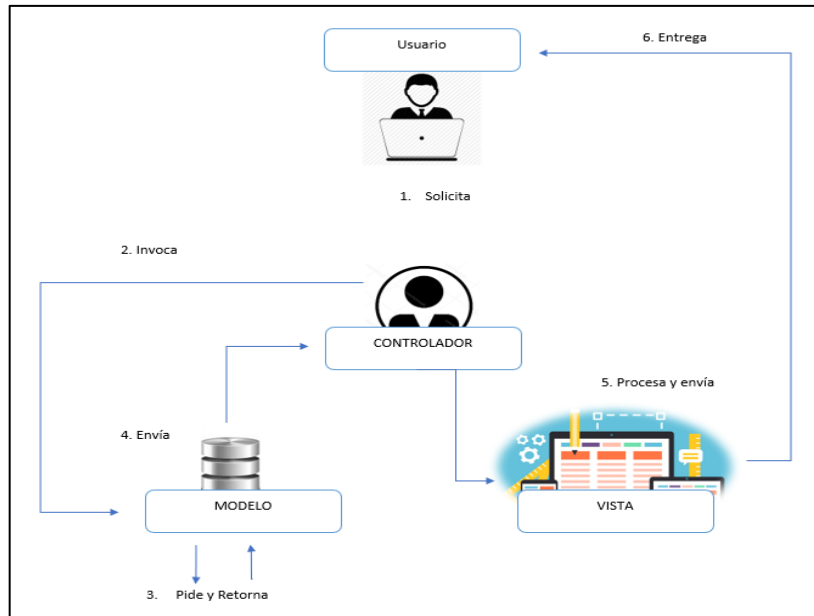 Usuario
6. Entrega
1. Solicita
2. Invoca
CONTROLADOR
5. Procesa y envía
4. Envía
MODELO
VISTA
3. Pide y Retorna